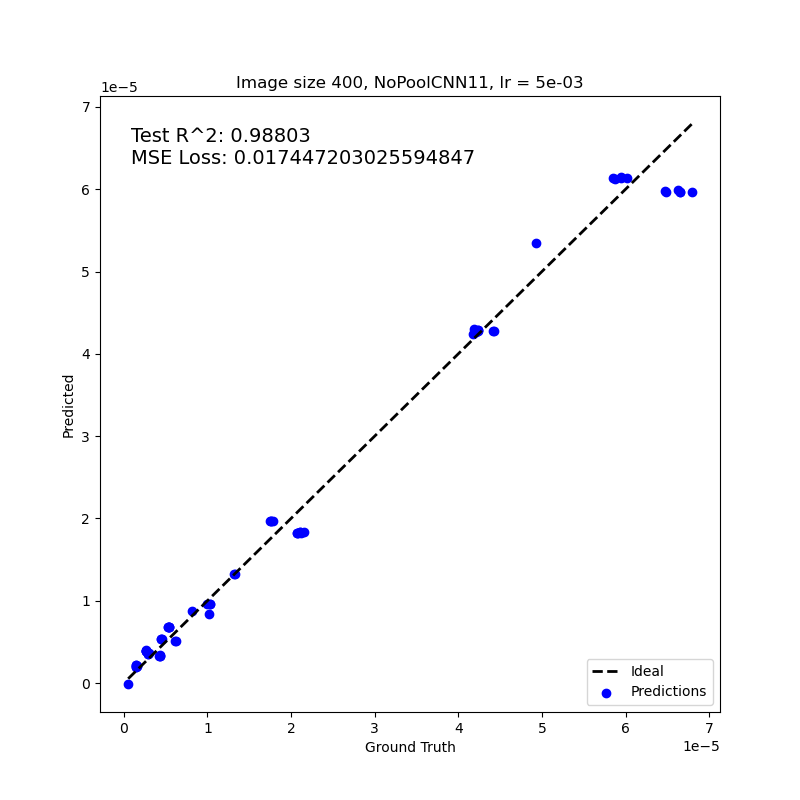 Image size 400, NoPoolCNN11, lr = 5e-03
1e−5
Test R^2: 0.98803
MSE Loss: 0.017447203025594847
7
6
5
4
3
2
1
0
Predicted
Ideal
Predictions
0 1 2 3 4 5 6 7
Ground Truth
1e−5